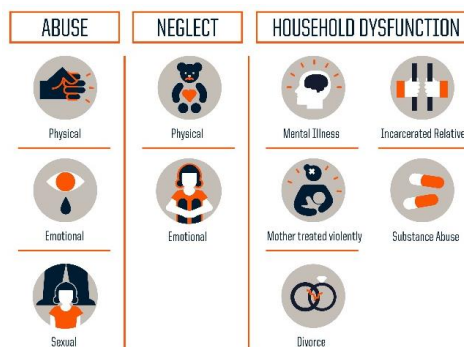 ABUSE
NEGLECT
HOUSEHOLD DYSFUNCTION
Physical
Physical
Mental Illness
Incarcerated Relative
Emotional
Emotional
Mother treated violently
Substance Abuse
Sexual
Divorce